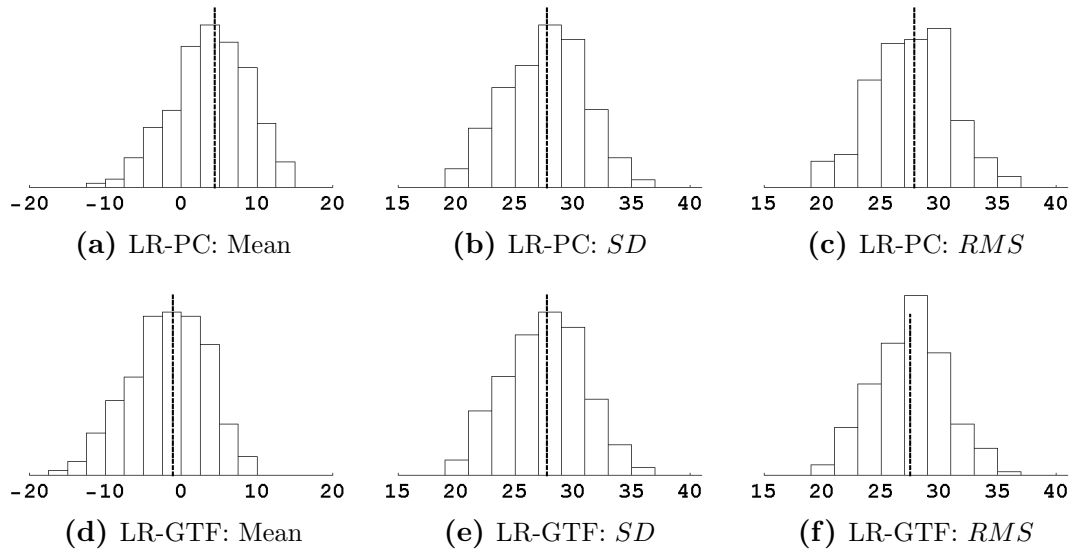 -20 -10 0 10 20
15 20 25 30 35 40
15 20 25 30 35 40
(a) LR-PC: Mean
(b) LR-PC: SD
(c) LR-PC: RMS
-20 -10 0 10 20
15 20 25 30 35 40
15 20 25 30 35 40
(d) LR-GTF: Mean
(e) LR-GTF: SD
(f) LR-GTF: RMS